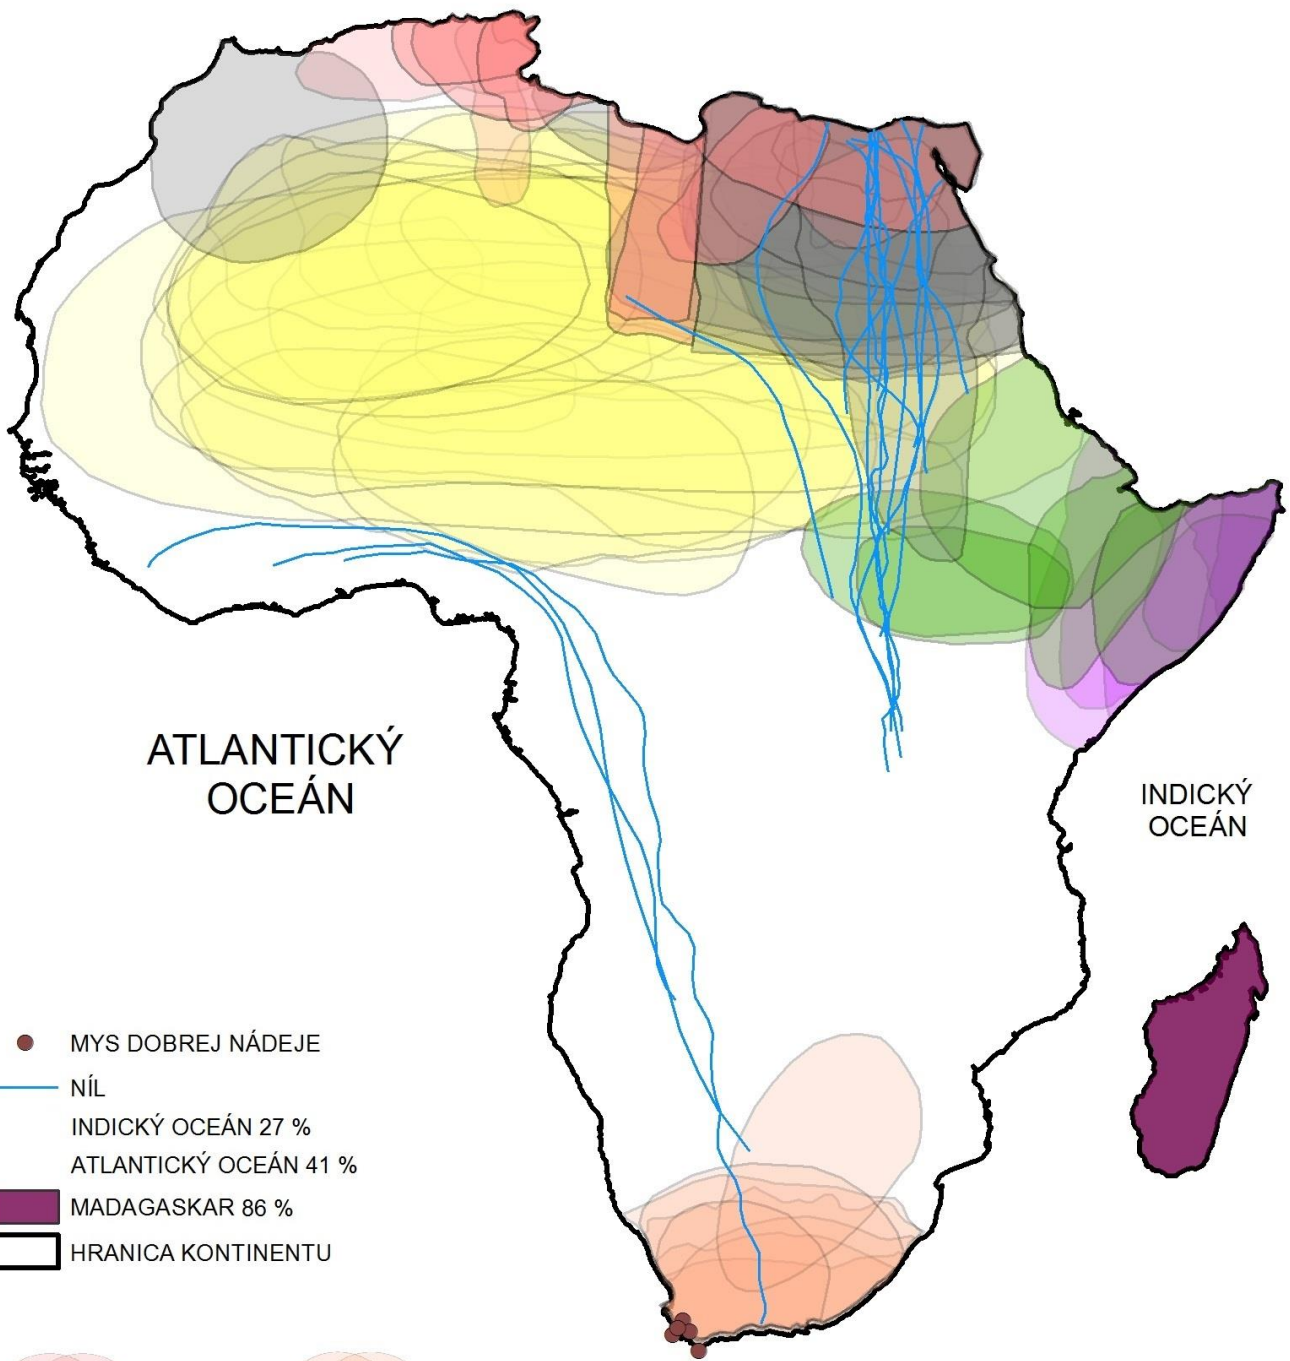 ATLANTICKÝ
OCEÁN
INDICKÝ
OCEÁN
MYS DOBREJ NÁDEJE
NÍL
INDICKÝ OCEÁN 27 %
ATLANTICKÝ OCEÁN 41 %
MADAGASKAR 86 %
HRANICA KONTINENTU